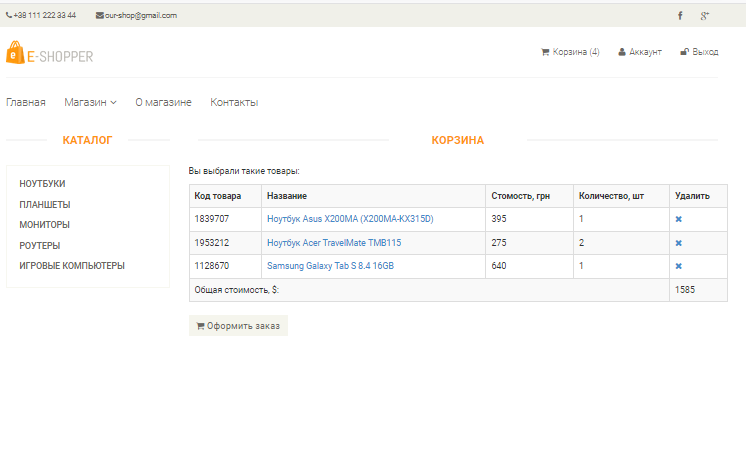 +38 111 222 33 44 our-shop@gmail.com f g+
e E-SHOPPER Корзина (4) Аккаунт Выход
Главная Магазин О магазине Контакты
КАТАЛОГ КОРЗИНА
Вы выбрали такие товары:
НОУТБУКИ
ПЛАНШЕТЫ
МОНИТОРЫ
РОУТЕРЫ
ИГРОВЫЕ КОМПЬЮТЕРЫ
Код товара Название Стомость, грн Количество, шт Удалить
1839707 Ноутбук Asus X200MA (X200MA-KX315D) 395 1
1953212 Ноутбук Acer TravelMate TMB115 275 2
1128670 Samsung Galaxy Tab S 8.4 16GB 640 1
Общая стоимость, $: 1585
Оформить заказ